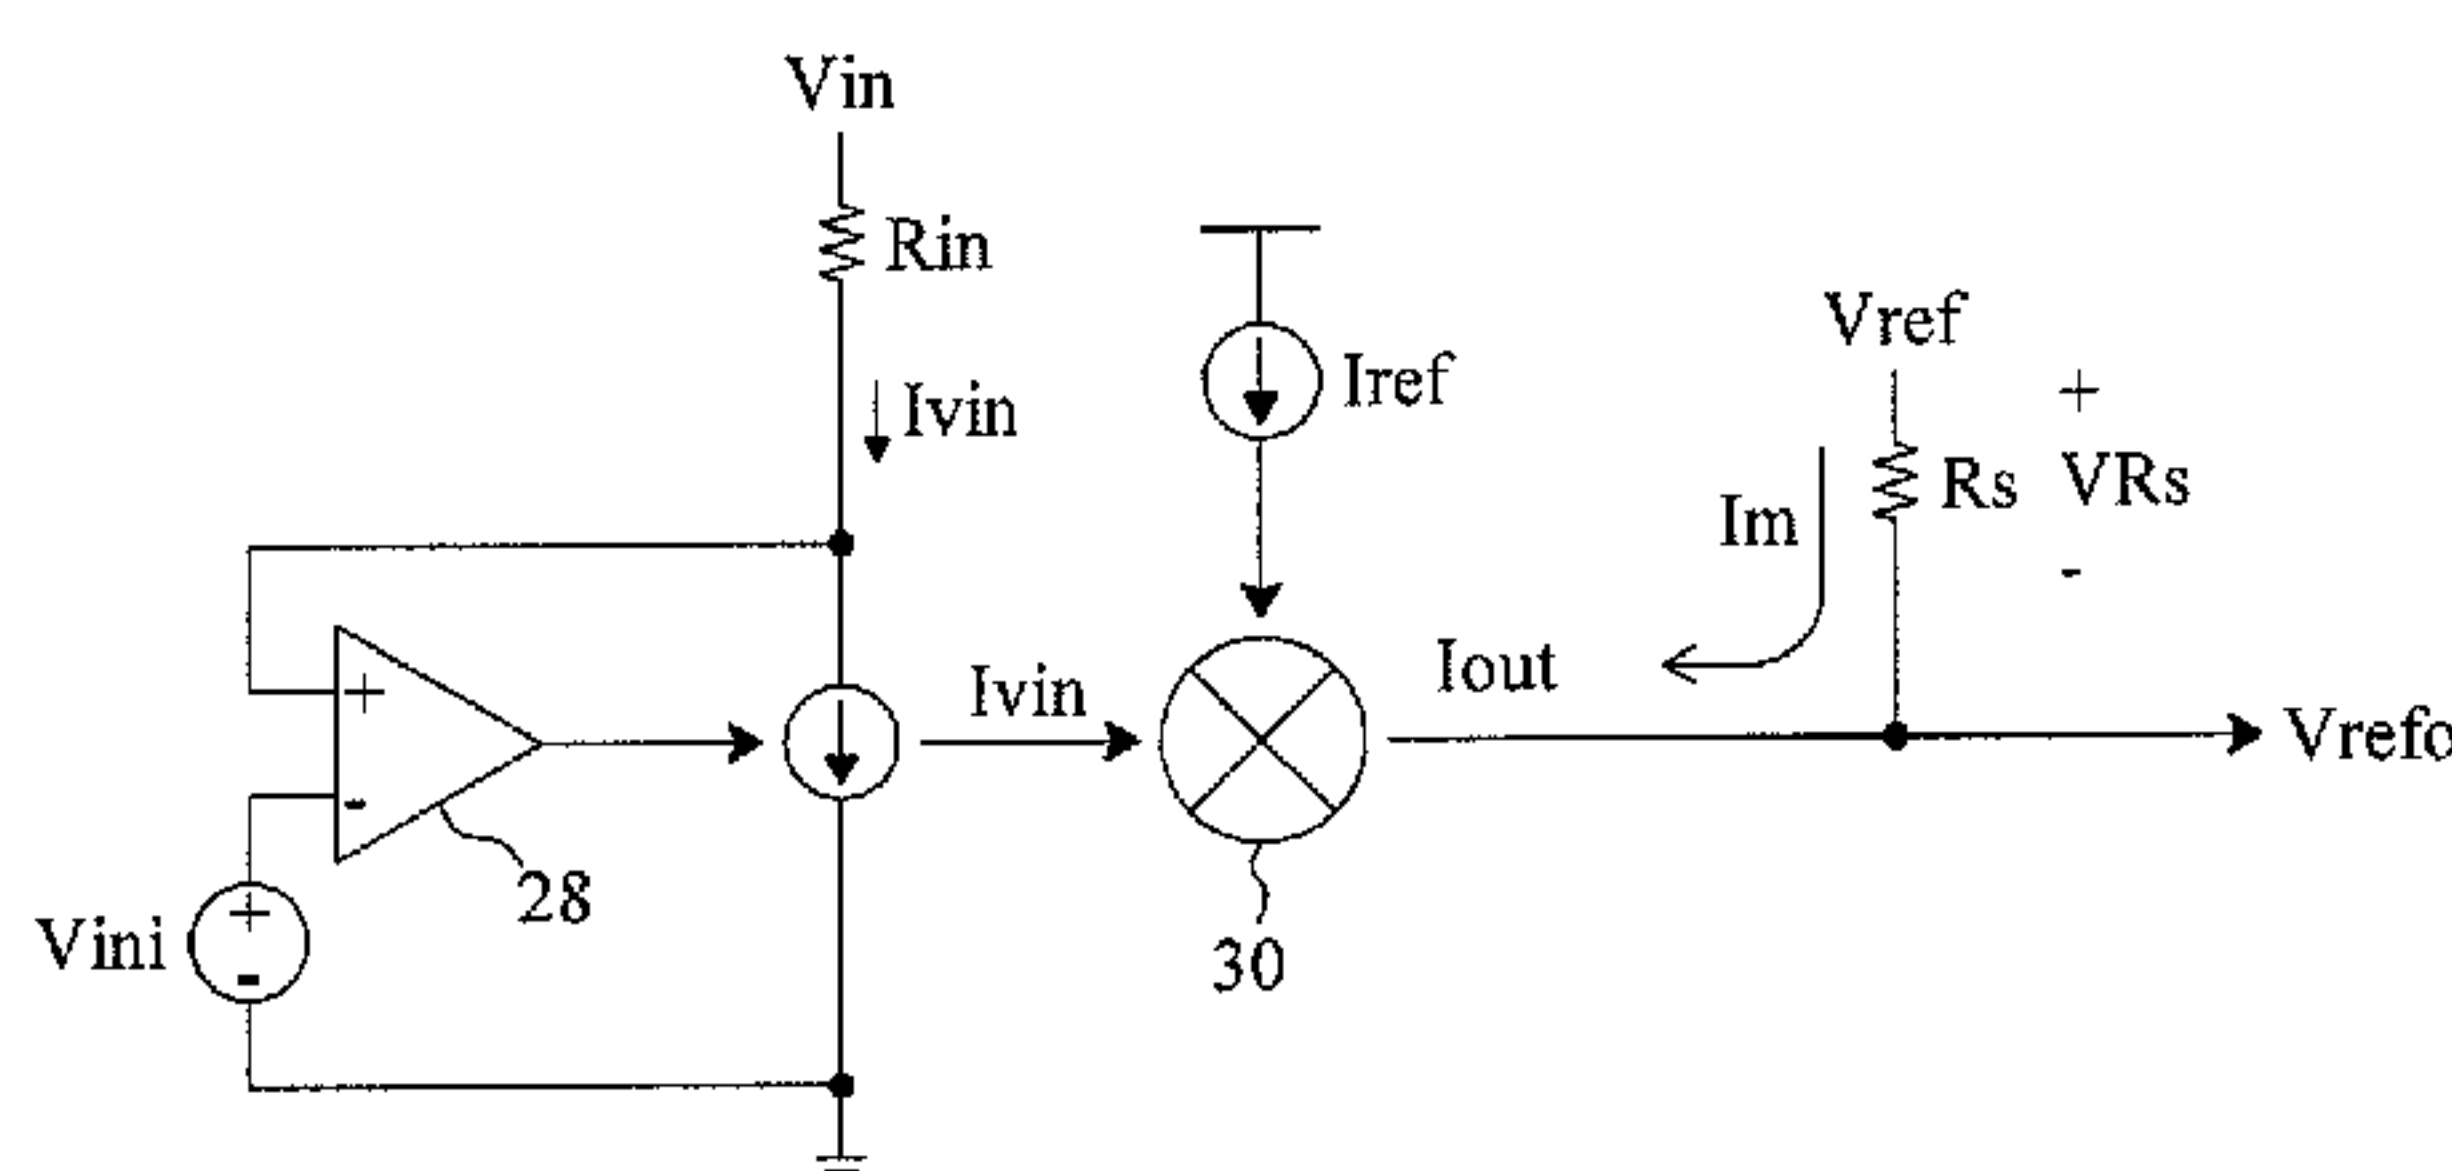 Vin
Rin
Iref
Vref
+
Ivin
Rs
VRs
Im
-
+
Ivin
Iout
Vrefo
-
28
Vini
+
-
30